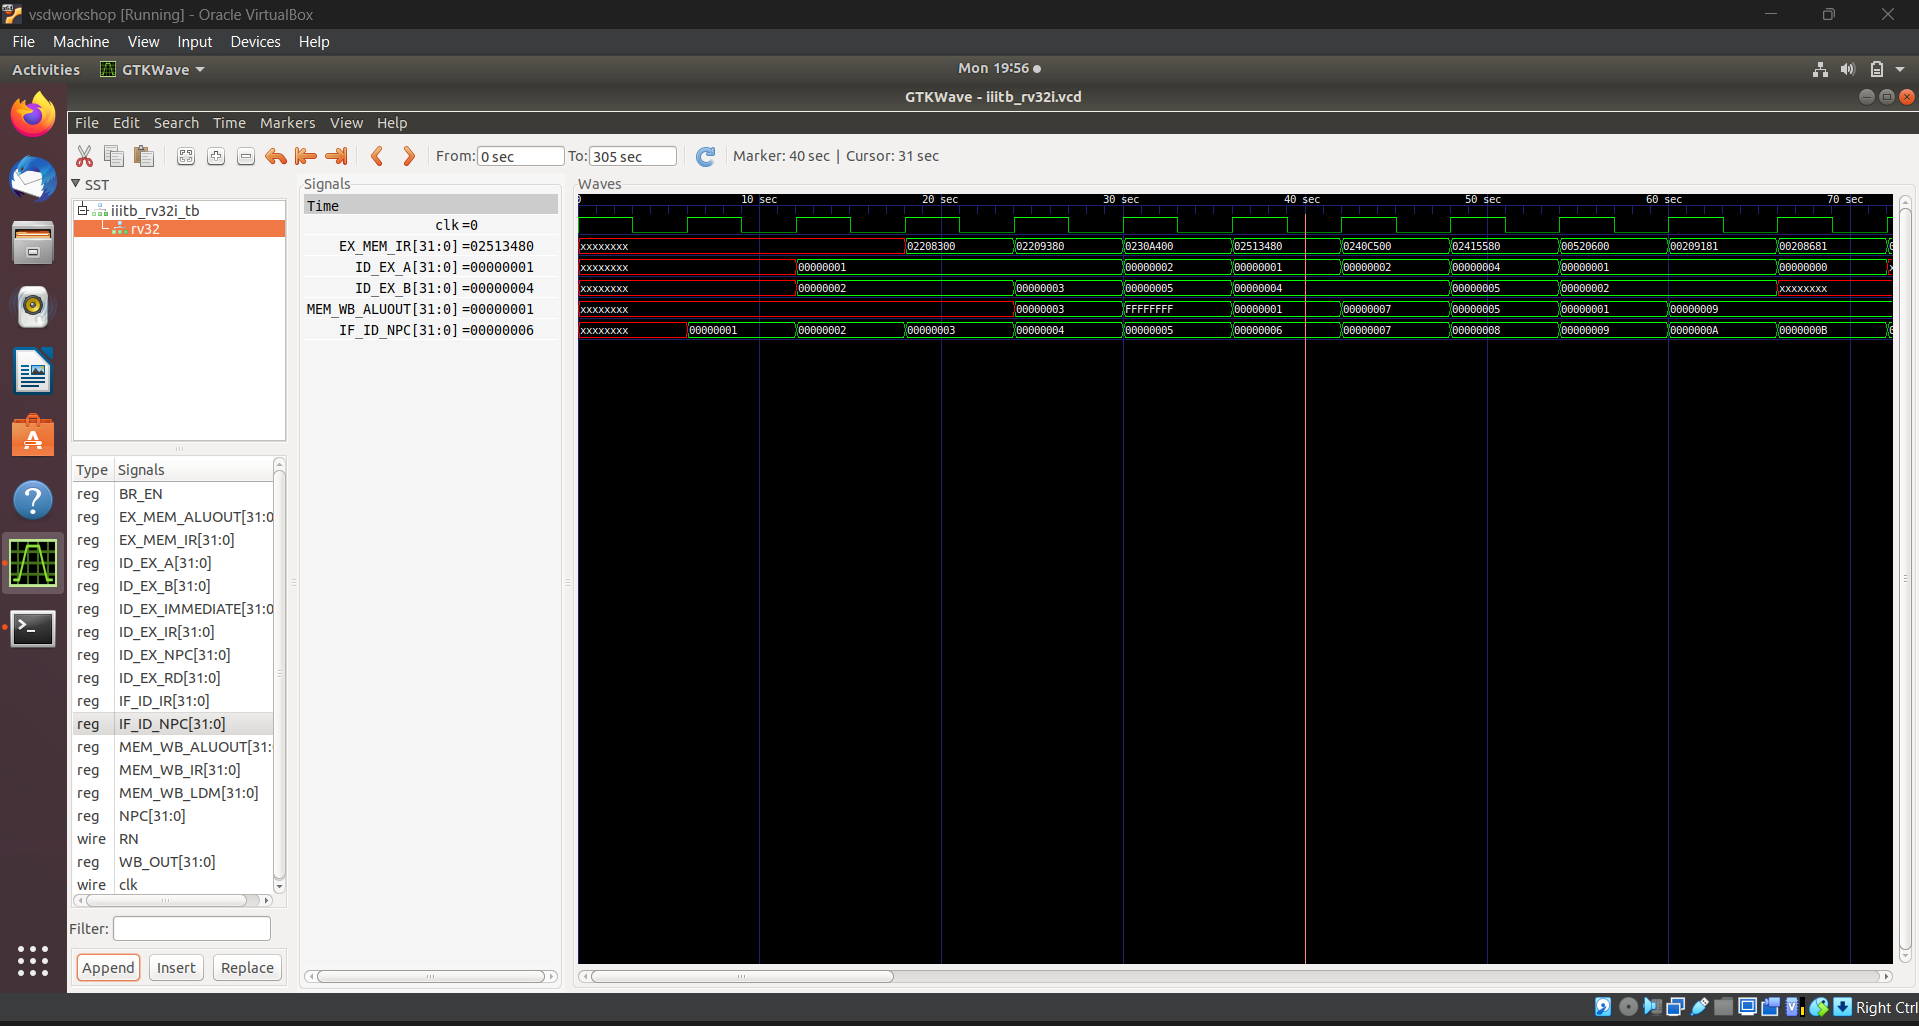 vsdworkshop [Running] - Oracle VirtualBox
File Machine View Input Devices Help
Activities GTKWave Mon 19:56
GTKWave - iiitb_rv32i.vcd
File Edit Search Time Markers View Help
From: 0 sec To: 305 sec Marker: 40 sec | Cursor: 31 sec
SST
iiitb_rv32i_tb
rv32
Type Signals
reg BR_EN
reg EX_MEM_ALUOUT[31:0
reg EX_MEM_IR[31:0]
reg ID_EX_A[31:0]
reg ID_EX_B[31:0]
reg ID_EX_IMMEDIATE[31:0
reg ID_EX_IR[31:0]
reg ID_EX_NPC[31:0]
reg ID_EX_RD[31:0]
reg IF_ID_IR[31:0]
reg IF_ID_NPC[31:0]
reg MEM_WB_ALUOUT[31:
reg MEM_WB_IR[31:0]
reg MEM_WB_LDM[31:0]
reg NPC[31:0]
wire RN
reg WB_OUT[31:0]
wire clk
Filter:
Append Insert Replace
Signals
Time
clk=0
EX_MEM_IR[31:0]=02513480
ID_EX_A[31:0]=00000001
ID_EX_B[31:0]=00000004
MEM_WB_ALUOUT[31:0]=00000001
IF_ID_NPC[31:0]=00000006
Waves
0 10 sec 20 sec 30 sec 40 sec 50 sec 60 sec 70 sec
xxxxxxxx 02208300 02209380 0230A400 02513480 0240C500 02415580 00520600 00209181 00208681 0
xxxxxxxx 00000001 00000002 00000001 00000002 00000004 00000001 00000000 x
xxxxxxxx 00000002 00000003 00000005 00000004 00000005 00000002 xxxxxxxx
xxxxxxxx 00000003 FFFFFFFF 00000001 00000007 00000005 00000001 00000009
xxxxxxxx 00000001 00000002 00000003 00000004 00000005 00000006 00000007 00000008 00000009 0000000A 0000000B 0
Right Ctrl